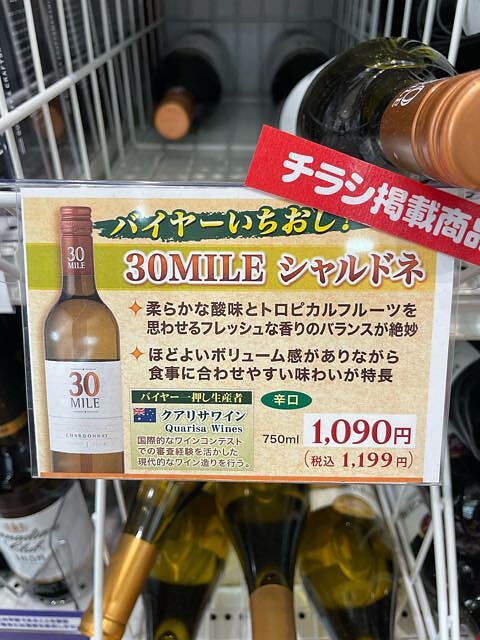 チラシ掲載商品
バイヤーいちおし!
30MILE シャルドネ
柔らかな酸味とトロピカルフルーツを
思わせるフレッシュな香りのバランスが絶妙
ほどよいボリューム感がありながら
食事に合わせやすい味わいが特長
30
MILE
30
MILE
CHARDONNAY
バイヤー一押し生産者
クアリサワイン
Quarisa Wines
国際的なワインコンテスト
での審査経験を活かした
現代的なワイン造りを行う。
辛口
750ml 1,090円
(税込 1,199円)